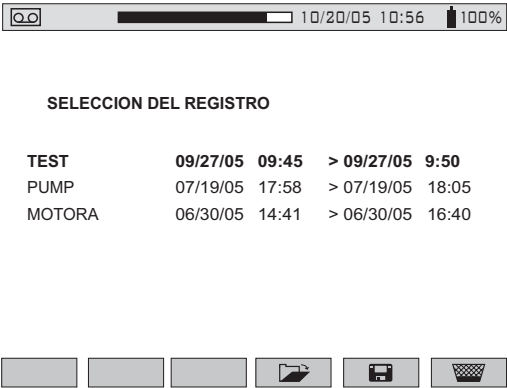 10/20/05 10:56 100%
SELECCION DEL REGISTRO
TEST 09/27/05 09:45 > 09/27/05 9:50
PUMP 07/19/05 17:58 > 07/19/05 18:05
MOTORA 06/30/05 14:41 > 06/30/05 16:40